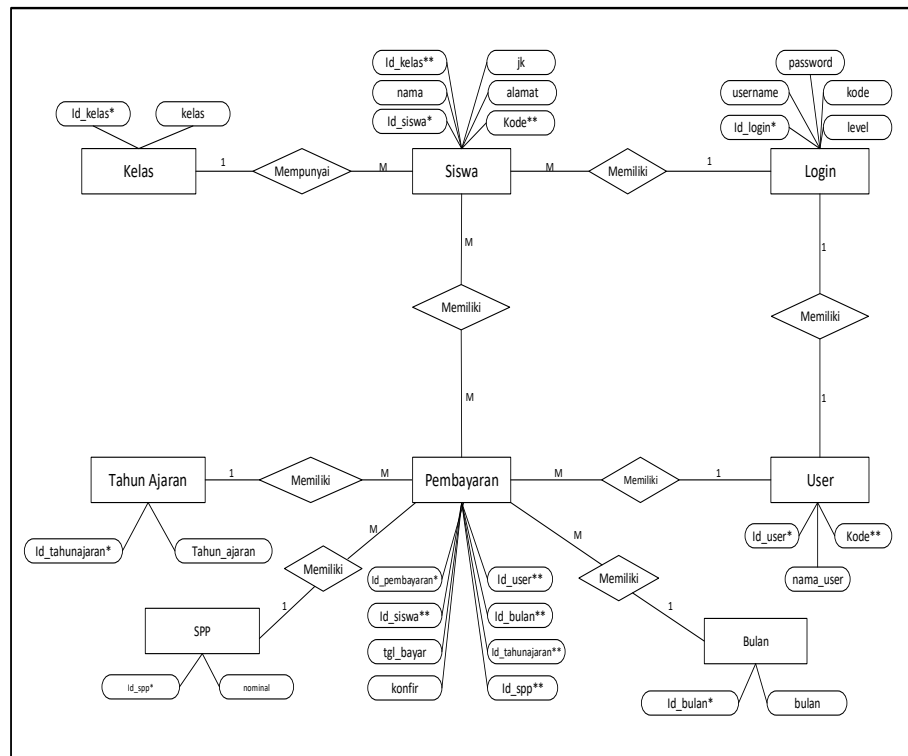 password
Id_kelas**
jk
username
kode
nama
alamat
Id_kelas*
kelas
Id_siswa*
Kode**
Id_login*
level
Kelas
1
Mempunyai
M
Siswa
M
Memiliki
1
Login
M
1
Memiliki
Memiliki
M
1
Tahun Ajaran
1
Memiliki
M
Pembayaran
M
Memiliki
1
User
Id_tahunajaran*
Tahun_ajaran
M
Memiliki
1
M
Memiliki
1
Id_user*
Kode**
nama_user
Id_pembayaran*
Id_user**
Id_siswa**
Id_bulan**
tgl_bayar
Id_tahunajaran**
konfir
Id_spp**
SPP
Id_spp*
nominal
Bulan
Id_bulan*
bulan